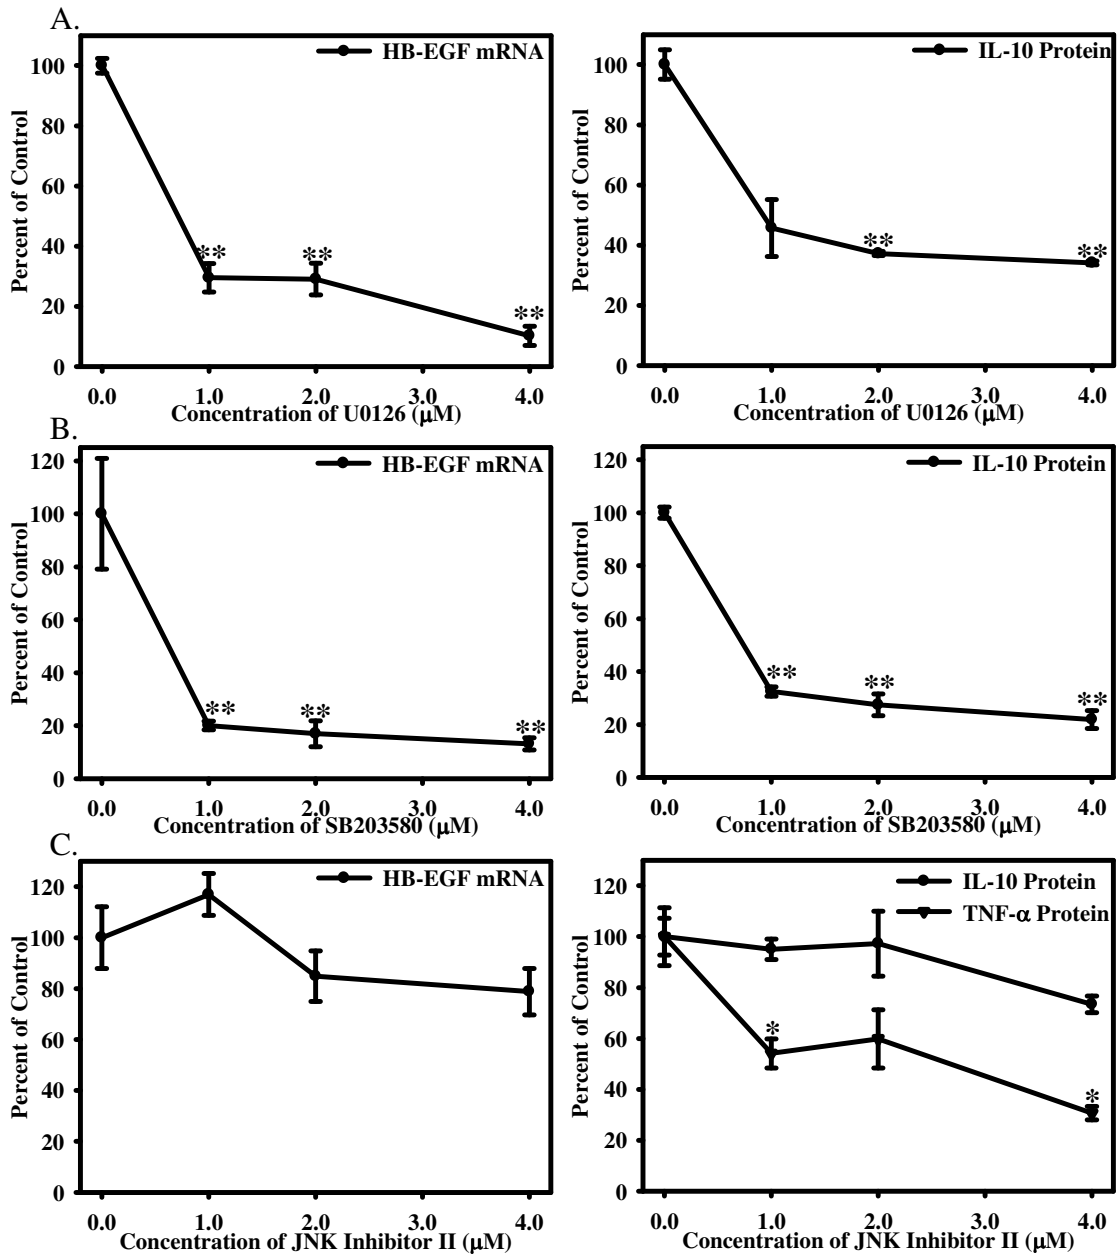 A.
HB-EGF mRNA
Percent of Control
100
80
60
40
20
0
**
**
**
0.0 1.0 2.0 3.0 4.0
Concentration of U0126 (μM)
IL-10 Protein
Percent of Control
100
80
60
40
20
0
**
**
0.0 1.0 2.0 3.0 4.0
Concentration of U0126 (μM)
B.
HB-EGF mRNA
Percent of Control
120
100
80
60
40
20
0
**
**
**
0.0 1.0 2.0 3.0 4.0
Concentration of SB203580 (μM)
IL-10 Protein
Percent of Control
120
100
80
60
40
20
0
**
**
**
0.0 1.0 2.0 3.0 4.0
Concentration of SB203580 (μM)
C.
HB-EGF mRNA
Percent of Control
120
100
80
60
40
20
0
0.0 1.0 2.0 3.0 4.0
Concentration of JNK Inhibitor II (μM)
IL-10 Protein
TNF-α Protein
Percent of Control
120
100
80
60
40
20
0
*
*
0.0 1.0 2.0 3.0 4.0
Concentration of JNK Inhibitor II (μM)